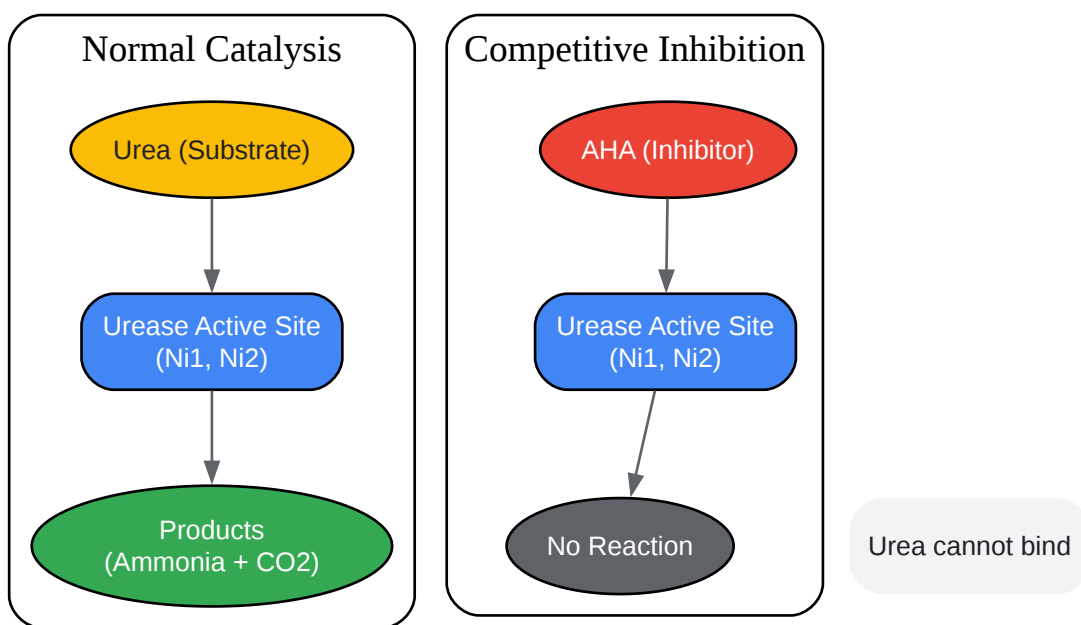 Normal Catalysis
Urea (Substrate)
Urease Active Site
(Ni1, Ni2)
Products
(Ammonia + CO2)
Competitive Inhibition
AHA (Inhibitor)
Urease Active Site
(Ni1, Ni2)
No Reaction
Urea cannot bind